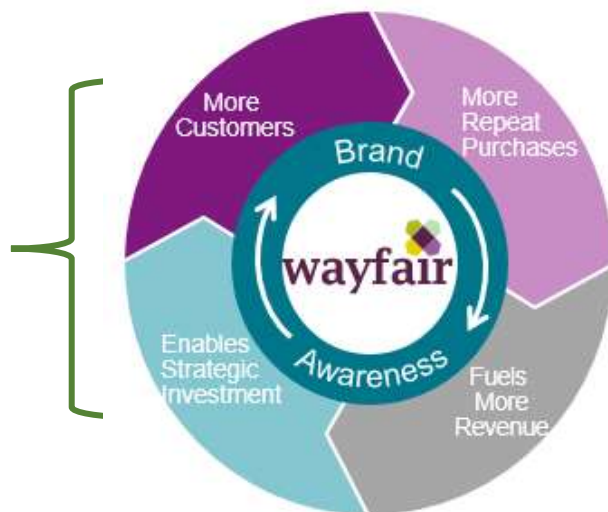 More
Customers
More
Repeat
Purchases
Brand
wayfair
Awareness
Enables
Strategic
Investment
Fuels
More
Revenue